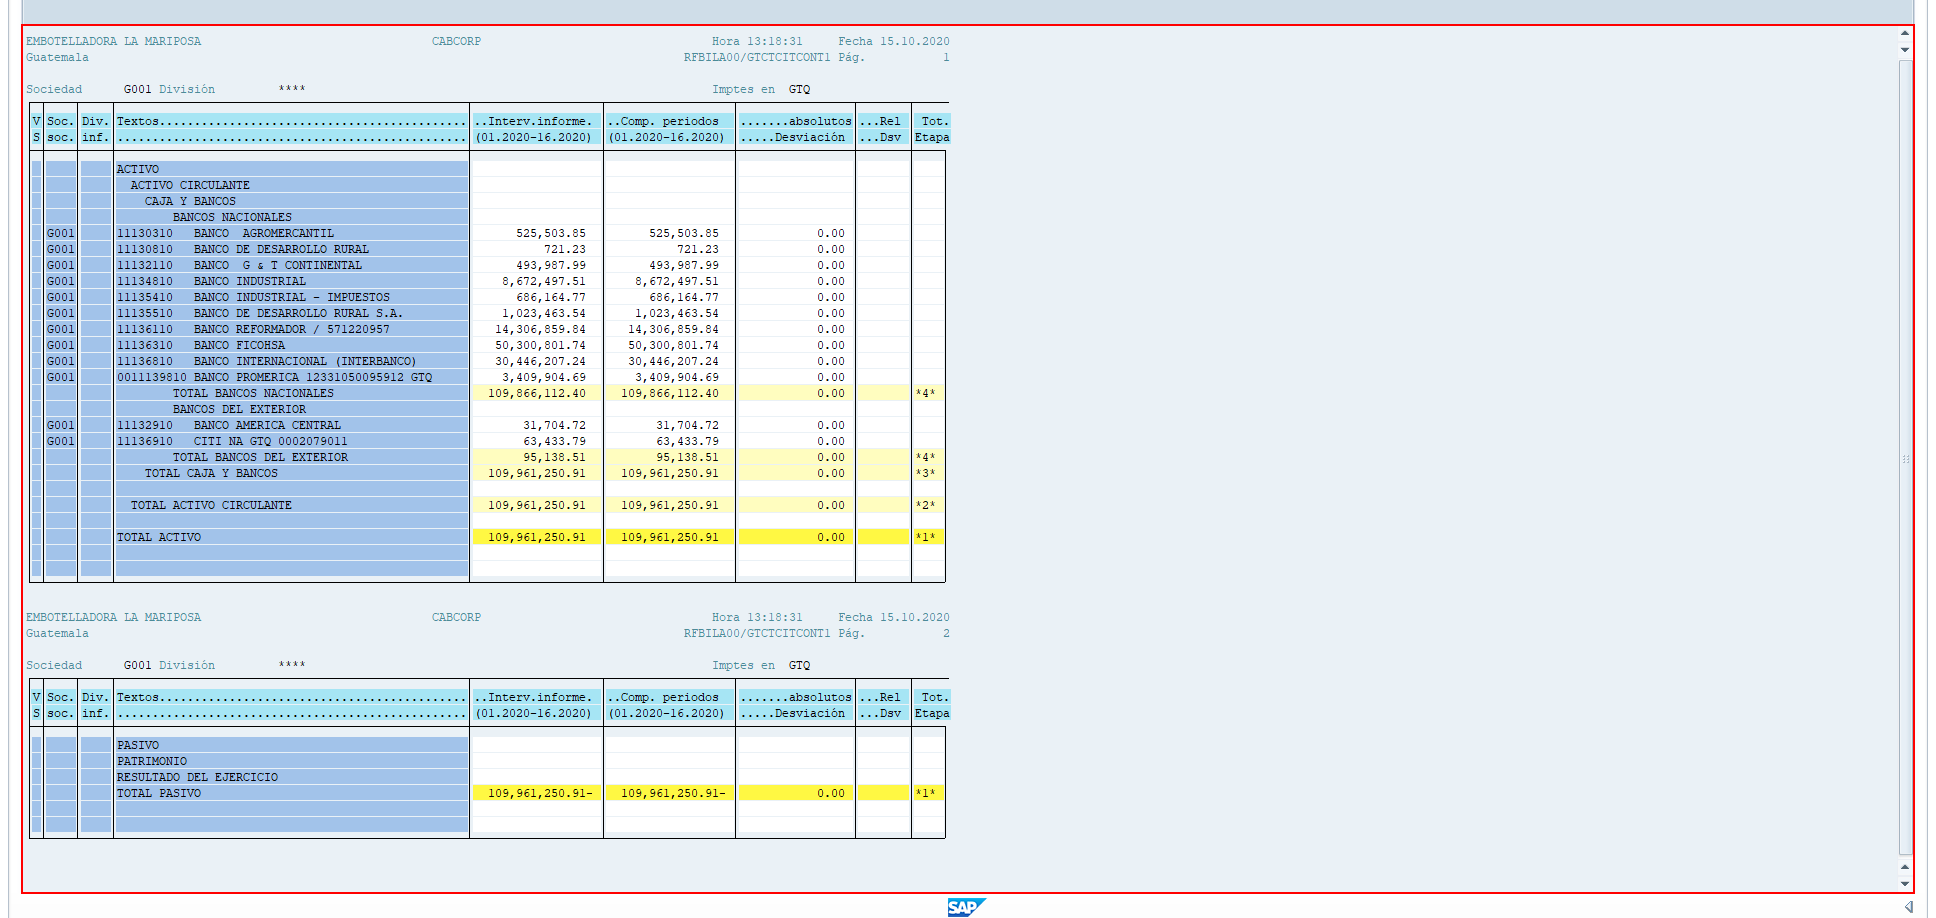 EMBOTELLADORA LA MARIPOSA CABCORP Hora 13:18:31 Fecha 15.10.2020
Guatemala RFBILA00/GTCTCITCONT1 Pág. 1
Sociedad G001 División **** Imptes en GTQ
V Soc. Div. Textos............................................ ..Interv.informe. ..Comp. periodos .......absolutos ...Rel Tot.
S soc. inf. .................................................. (01.2020-16.2020) (01.2020-16.2020) .....Desviación ...Dsv Etapa
ACTIVO
ACTIVO CIRCULANTE
CAJA Y BANCOS
BANCOS NACIONALES
G001 11130310 BANCO AGROMERCANTIL 525,503.85 525,503.85 0.00
G001 11130810 BANCO DE DESARROLLO RURAL 721.23 721.23 0.00
G001 11132110 BANCO G & T CONTINENTAL 493,987.99 493,987.99 0.00
G001 11134810 BANCO INDUSTRIAL 8,672,497.51 8,672,497.51 0.00
G001 11135410 BANCO INDUSTRIAL - IMPUESTOS 686,164.77 686,164.77 0.00
G001 11135510 BANCO DE DESARROLLO RURAL S.A. 1,023,463.54 1,023,463.54 0.00
G001 11136110 BANCO REFORMADOR / 571220957 14,306,859.84 14,306,859.84 0.00
G001 11136310 BANCO FICOHSA 50,300,801.74 50,300,801.74 0.00
G001 11136810 BANCO INTERNACIONAL (INTERBANCO) 30,446,207.24 30,446,207.24 0.00
G001 0011139810 BANCO PROMERICA 12331050095912 GTQ 3,409,904.69 3,409,904.69 0.00
TOTAL BANCOS NACIONALES 109,866,112.40 109,866,112.40 0.00 *4*
BANCOS DEL EXTERIOR
G001 11132910 BANCO AMERICA CENTRAL 31,704.72 31,704.72 0.00
G001 11136910 CITI NA GTQ 0002079011 63,433.79 63,433.79 0.00
TOTAL BANCOS DEL EXTERIOR 95,138.51 95,138.51 0.00 *4*
TOTAL CAJA Y BANCOS 109,961,250.91 109,961,250.91 0.00 *3*
TOTAL ACTIVO CIRCULANTE 109,961,250.91 109,961,250.91 0.00 *2*
TOTAL ACTIVO 109,961,250.91 109,961,250.91 0.00 *1*
EMBOTELLADORA LA MARIPOSA CABCORP Hora 13:18:31 Fecha 15.10.2020
Guatemala RFBILA00/GTCTCITCONT1 Pág. 2
Sociedad G001 División **** Imptes en GTQ
V Soc. Div. Textos............................................ ..Interv.informe. ..Comp. periodos .......absolutos ...Rel Tot.
S soc. inf. .................................................. (01.2020-16.2020) (01.2020-16.2020) .....Desviación ...Dsv Etapa
PASIVO
PATRIMONIO
RESULTADO DEL EJERCICIO
TOTAL PASIVO 109,961,250.91- 109,961,250.91- 0.00 *1*
SAP